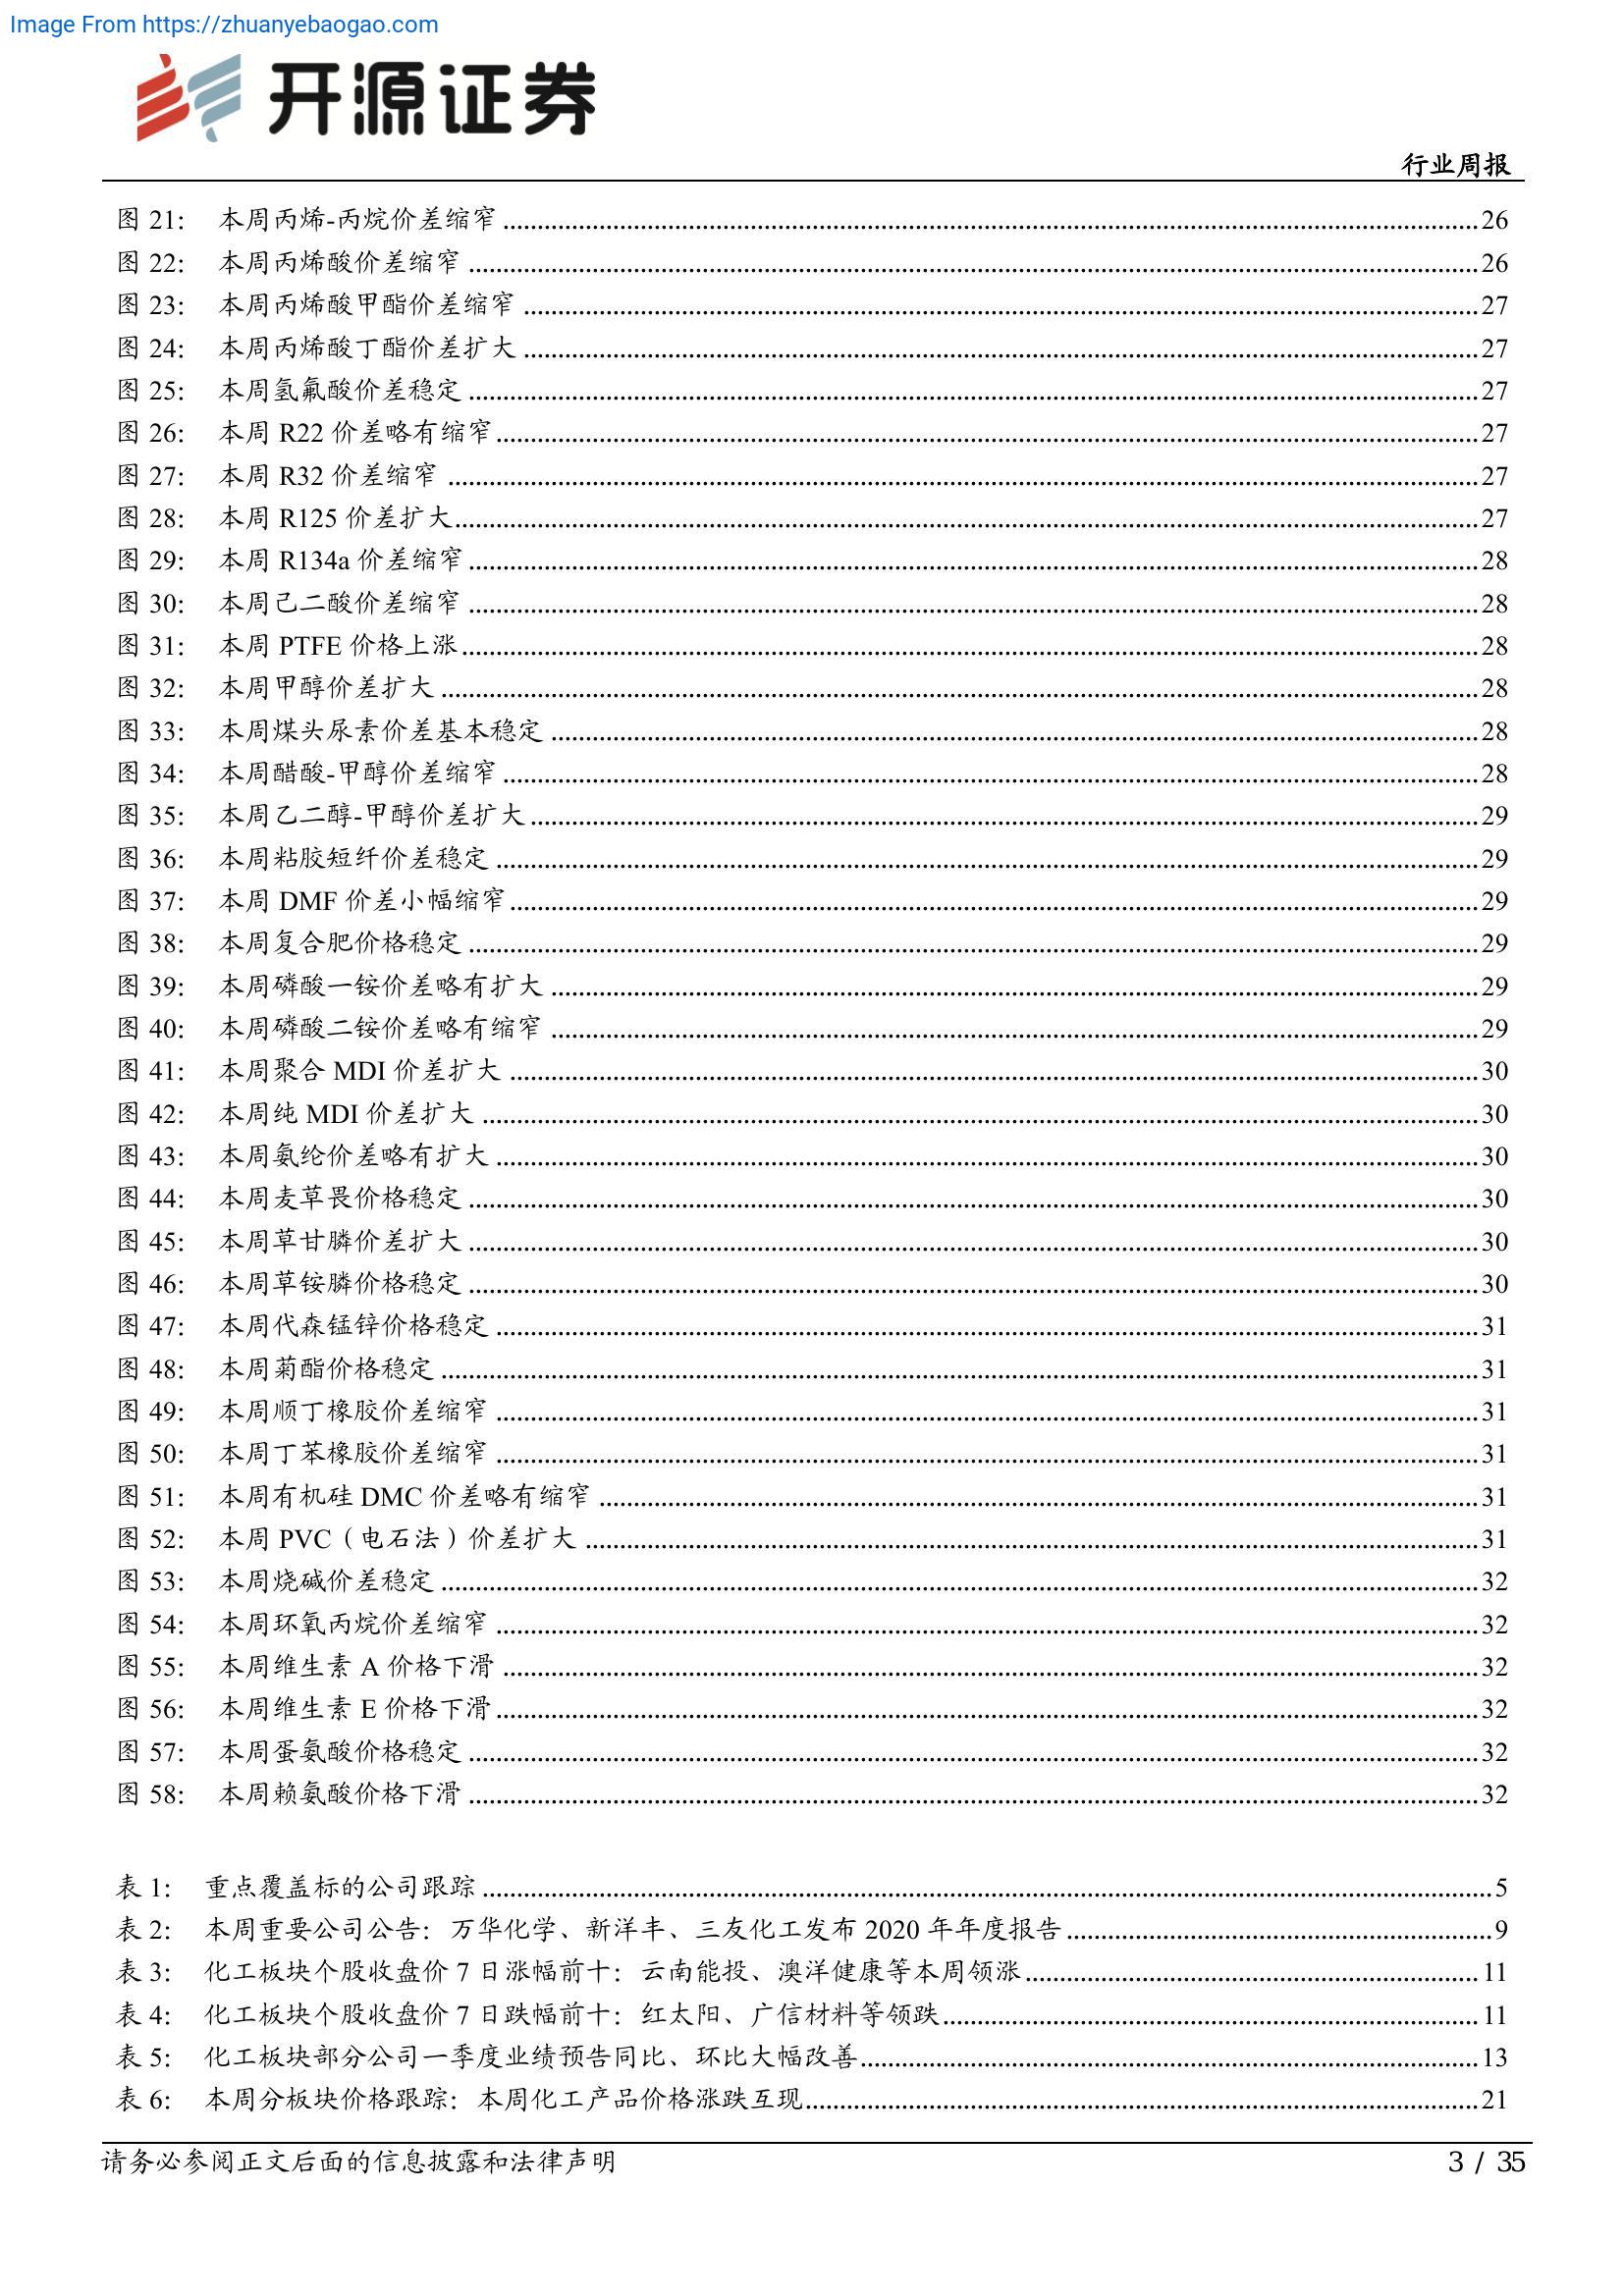 Image From https://zhuanyebaogao.com
开源证券
行业周报
图 21: 本周丙烯-丙烷价差缩窄 ........ 26
图 22: 本周丙烯酸价差缩窄 ........ 26
图 23: 本周丙烯酸甲酯价差缩窄 ........ 27
图 24: 本周丙烯酸丁酯价差扩大 ........ 27
图 25: 本周氢氟酸价差稳定 ........ 27
图 26: 本周 R22 价差略有缩窄 ........ 27
图 27: 本周 R32 价差缩窄 ........ 27
图 28: 本周 R125 价差扩大 ........ 27
图 29: 本周 R134a 价差缩窄 ........ 28
图 30: 本周己二酸价差缩窄 ........ 28
图 31: 本周 PTFE 价格上涨 ........ 28
图 32: 本周甲醇价差扩大 ........ 28
图 33: 本周煤头尿素价差基本稳定 ........ 28
图 34: 本周醋酸-甲醇价差缩窄 ........ 28
图 35: 本周乙二醇-甲醇价差扩大 ........ 29
图 36: 本周粘胶短纤价差稳定 ........ 29
图 37: 本周 DMF 价差小幅缩窄 ........ 29
图 38: 本周复合肥价格稳定 ........ 29
图 39: 本周磷酸一铵价差略有扩大 ........ 29
图 40: 本周磷酸二铵价差略有缩窄 ........ 29
图 41: 本周聚合 MDI 价差扩大 ........ 30
图 42: 本周纯 MDI 价差扩大 ........ 30
图 43: 本周氨纶价差略有扩大 ........ 30
图 44: 本周麦草畏价格稳定 ........ 30
图 45: 本周草甘膦价差扩大 ........ 30
图 46: 本周草铵膦价格稳定 ........ 30
图 47: 本周代森锰锌价格稳定 ........ 31
图 48: 本周菊酯价格稳定 ........ 31
图 49: 本周顺丁橡胶价差缩窄 ........ 31
图 50: 本周丁苯橡胶价差缩窄 ........ 31
图 51: 本周有机硅 DMC 价差略有缩窄 ........ 31
图 52: 本周 PVC（电石法）价差扩大 ........ 31
图 53: 本周烧碱价差稳定 ........ 32
图 54: 本周环氧丙烷价差缩窄 ........ 32
图 55: 本周维生素 A 价格下滑 ........ 32
图 56: 本周维生素 E 价格下滑 ........ 32
图 57: 本周蛋氨酸价格稳定 ........ 32
图 58: 本周赖氨酸价格下滑 ........ 32
表 1: 重点覆盖标的公司跟踪 ........ 5
表 2: 本周重要公司公告：万华化学、新洋丰、三友化工发布 2020 年年度报告 ........ 9
表 3: 化工板块个股收盘价 7 日涨幅前十：云南能投、澳洋健康等本周领涨 ........ 11
表 4: 化工板块个股收盘价 7 日跌幅前十：红太阳、广信材料等领跌 ........ 11
表 5: 化工板块部分公司一季度业绩预告同比、环比大幅改善 ........ 13
表 6: 本周分板块价格跟踪：本周化工产品价格涨跌互现 ........ 21
请务必参阅正文后面的信息披露和法律声明 3 / 35